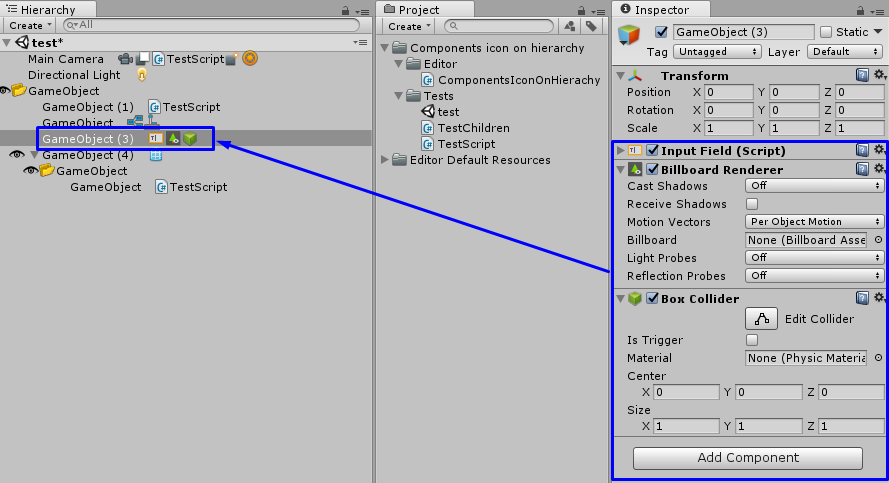 Hierarchy
Create
All
test*
Main Camera TestScript
Directional Light
GameObject
GameObject (1) TestScript
GameObject
GameObject (3)
GameObject (4)
GameObject
GameObject TestScript
Project
Create
Components icon on hierarchy
Editor
ComponentsIconOnHierachy
Tests
test
TestChildren
TestScript
Editor Default Resources
Inspector
GameObject (3) Static
Tag Untagged Layer Default
Transform
Position X 0 Y 0 Z 0
Rotation X 0 Y 0 Z 0
Scale X 1 Y 1 Z 1
Input Field (Script)
Billboard Renderer
Cast Shadows Off
Receive Shadows
Motion Vectors Per Object Motion
Billboard None (Billboard Asse
Light Probes Off
Reflection Probes Off
Box Collider
Edit Collider
Is Trigger
Material None (Physic Materia
Center
X 0 Y 0 Z 0
Size
X 1 Y 1 Z 1
Add Component